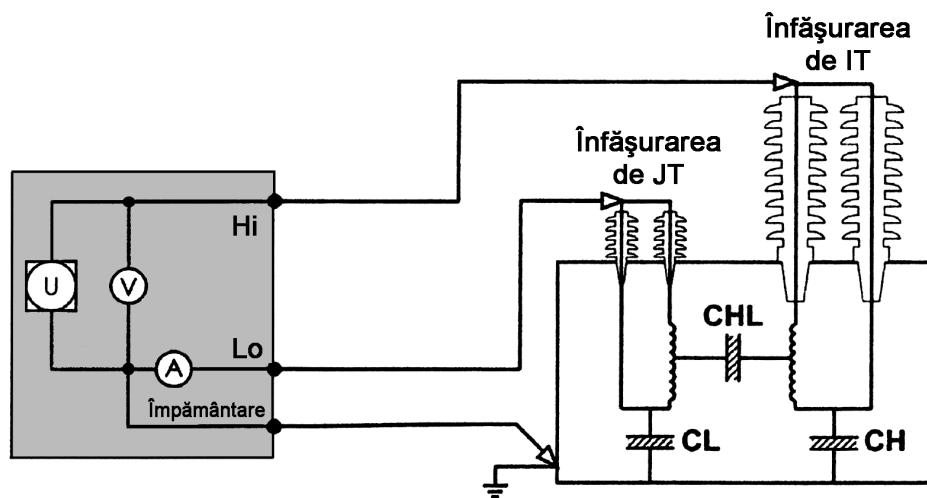 Înfăşurarea
de IT
Înfăşurarea
de JT
Hi
U
V
CHL
Lo
A
Împământare
CL
CH